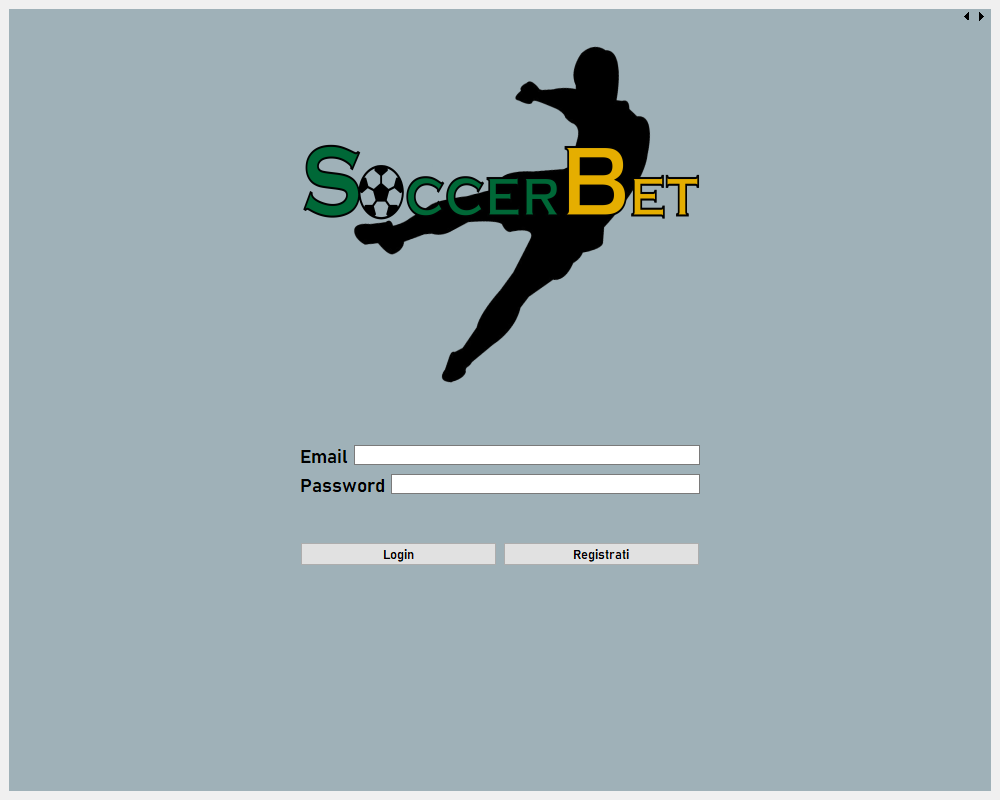 SOCCERBET
Email
Password
Login Registrati